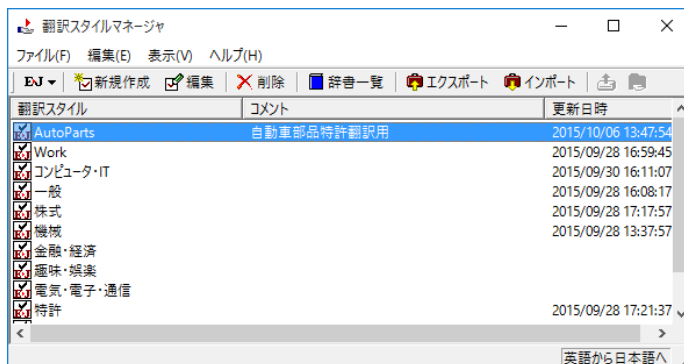 翻訳スタイルマネージャ
ファイル(F) 編集(E) 表示(V) ヘルプ(H)
EJ 新規作成 編集 削除 辞書一覧 エクスポート インポート
翻訳スタイル コメント 更新日時
AutoParts 自動車部品特許翻訳用 2015/10/06 13:47:54
Work 2015/09/28 16:59:45
コンピュータ・IT 2015/09/30 16:11:07
一般 2015/09/28 16:08:17
株式 2015/09/28 17:17:57
機械 2015/09/28 13:37:57
金融・経済
趣味・娯楽
電気・電子・通信
特許 2015/09/28 17:21:37
英語から日本語へ